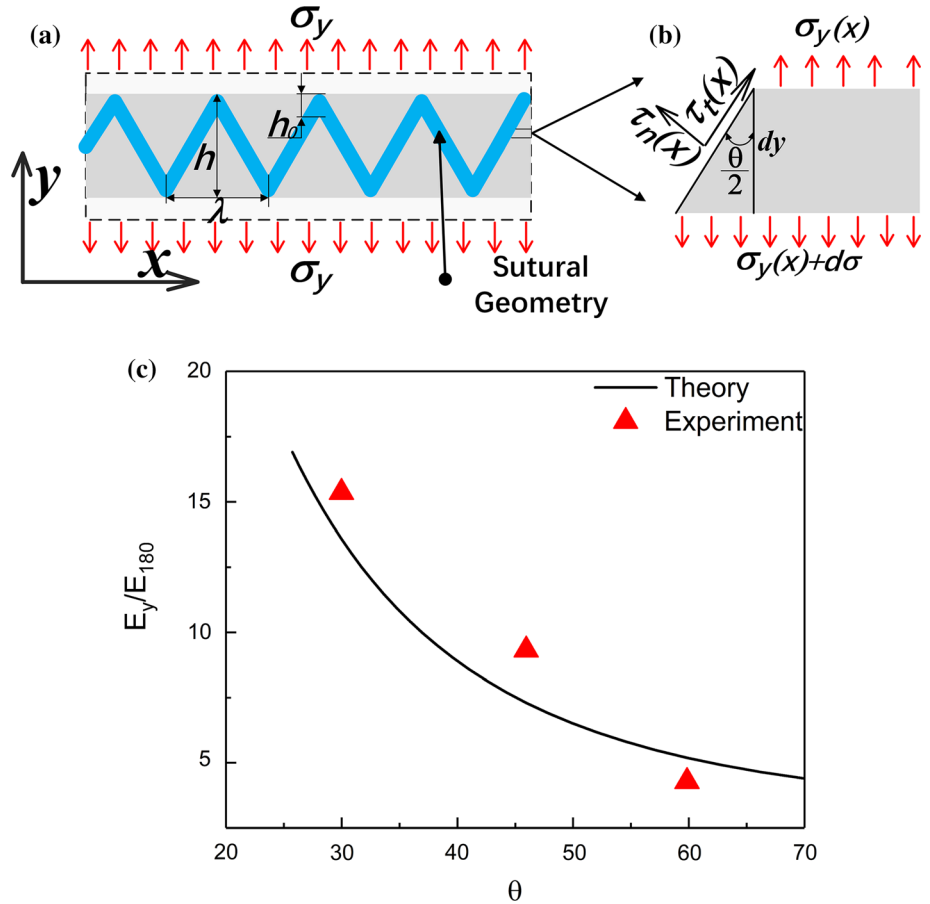 (a)
σy
h0
h
λ
y
x
σy
Sutural
Geometry
(b)
σy(x)
τn(x)
τt(x)
θ/2
dy
σy(x)+dσ
(c)
Theory
Experiment
20
15
10
5
Ey/E180
20 30 40 50 60 70
θ